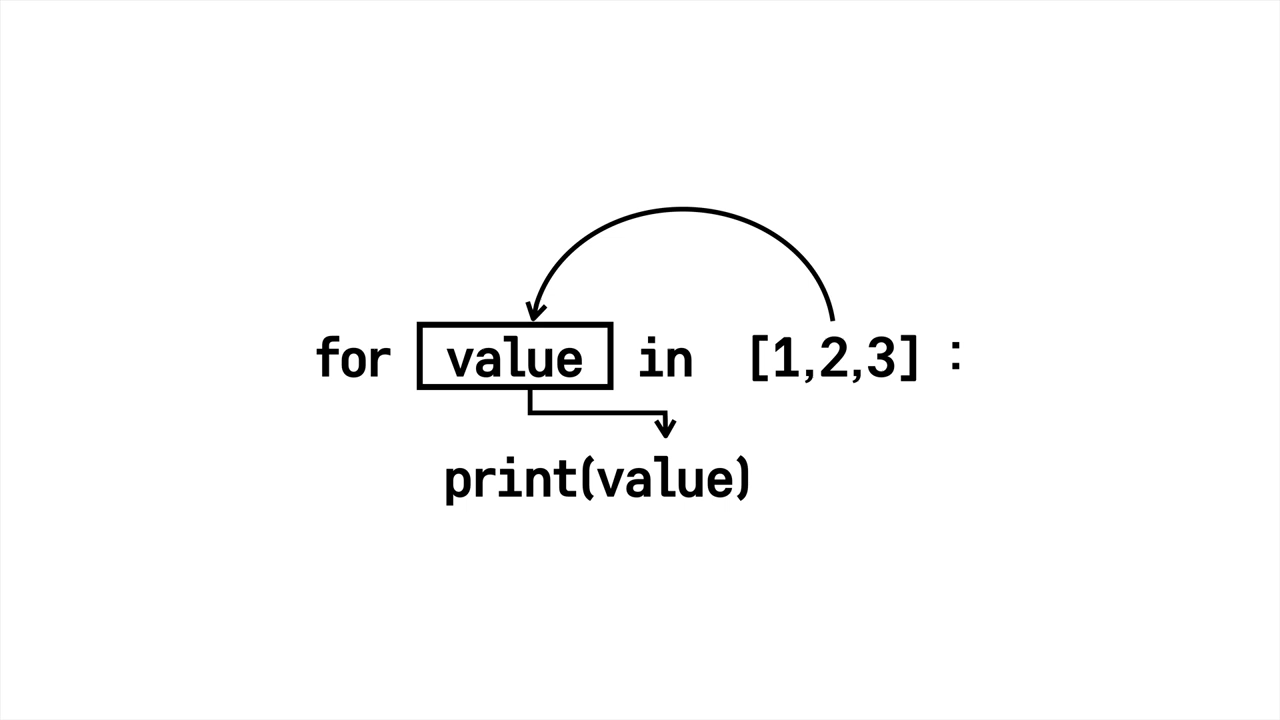 for value in [1,2,3] :
print(value)